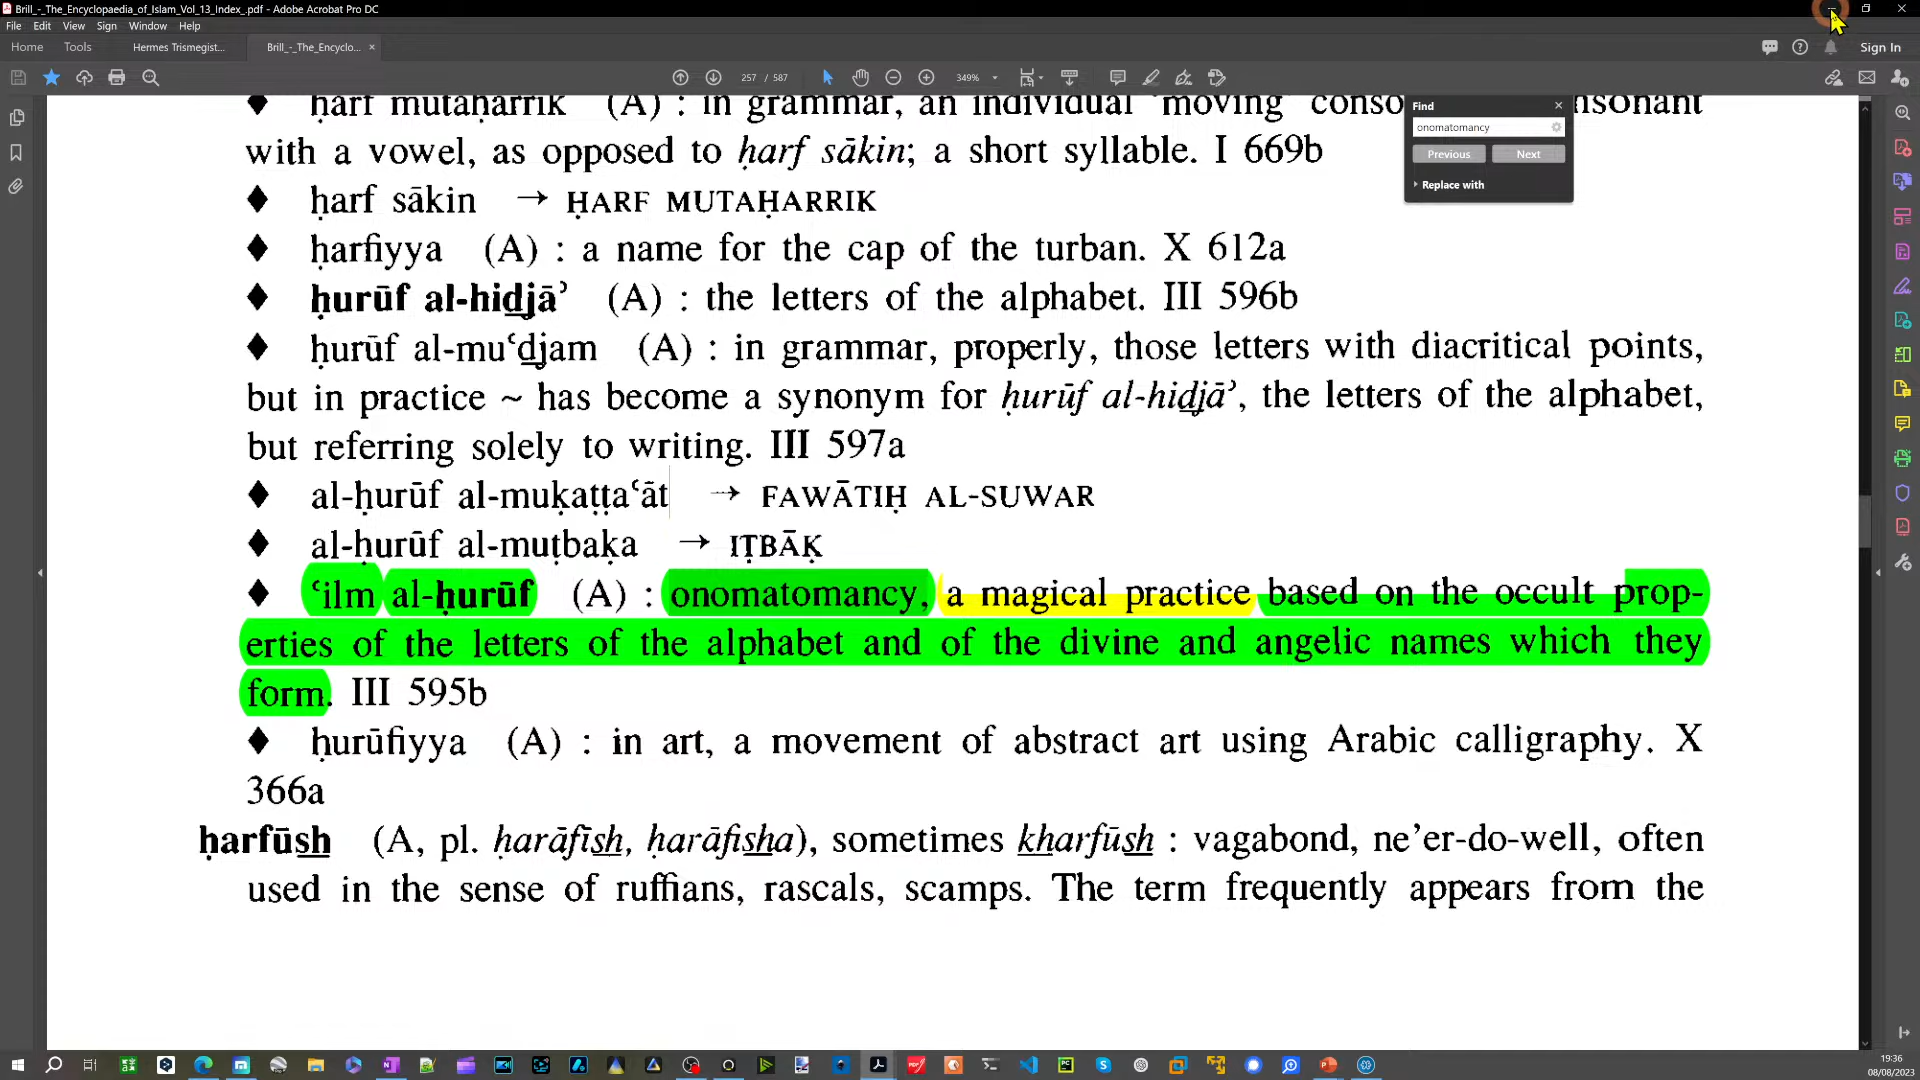 Brill_-_The_Encyclopaedia_of_Islam_Vol_13_Index_.pdf - Adobe Acrobat Pro DC
File Edit View Sign Window Help
Home Tools Hermes Trismegist... Brill_-_The_Encyclo... ×
Sign In
257 / 587
349%
Find
onomatomancy
Previous Next
Replace with
♦ ḥarf mutaḥarrik (A) : in grammar, an individual 'moving' conso nsonant
with a vowel, as opposed to ḥarf sākin; a short syllable. I 669b
♦ ḥarf sākin → ḤARF MUTAḤARRIK
♦ ḥarfiyya (A) : a name for the cap of the turban. X 612a
♦ ḥurūf al-hidjāʾ (A) : the letters of the alphabet. III 596b
♦ ḥurūf al-muʿdjam (A) : in grammar, properly, those letters with diacritical points,
but in practice ~ has become a synonym for ḥurūf al-hidjāʾ, the letters of the alphabet,
but referring solely to writing. III 597a
♦ al-ḥurūf al-muḳaṭṭaʿāt → FAWĀTIḤ AL-SUWAR
♦ al-ḥurūf al-muṭbaḳa → IṬBĀḲ
♦ ʿilm al-ḥurūf (A) : onomatomancy, a magical practice based on the occult prop-
erties of the letters of the alphabet and of the divine and angelic names which they
form. III 595b
♦ ḥurūfiyya (A) : in art, a movement of abstract art using Arabic calligraphy. X
366a
ḥarfūsh (A, pl. ḥarāfīsh, ḥarāfisha), sometimes kharfūsh : vagabond, ne'er-do-well, often
used in the sense of ruffians, rascals, scamps. The term frequently appears from the
19:36
08/08/2023